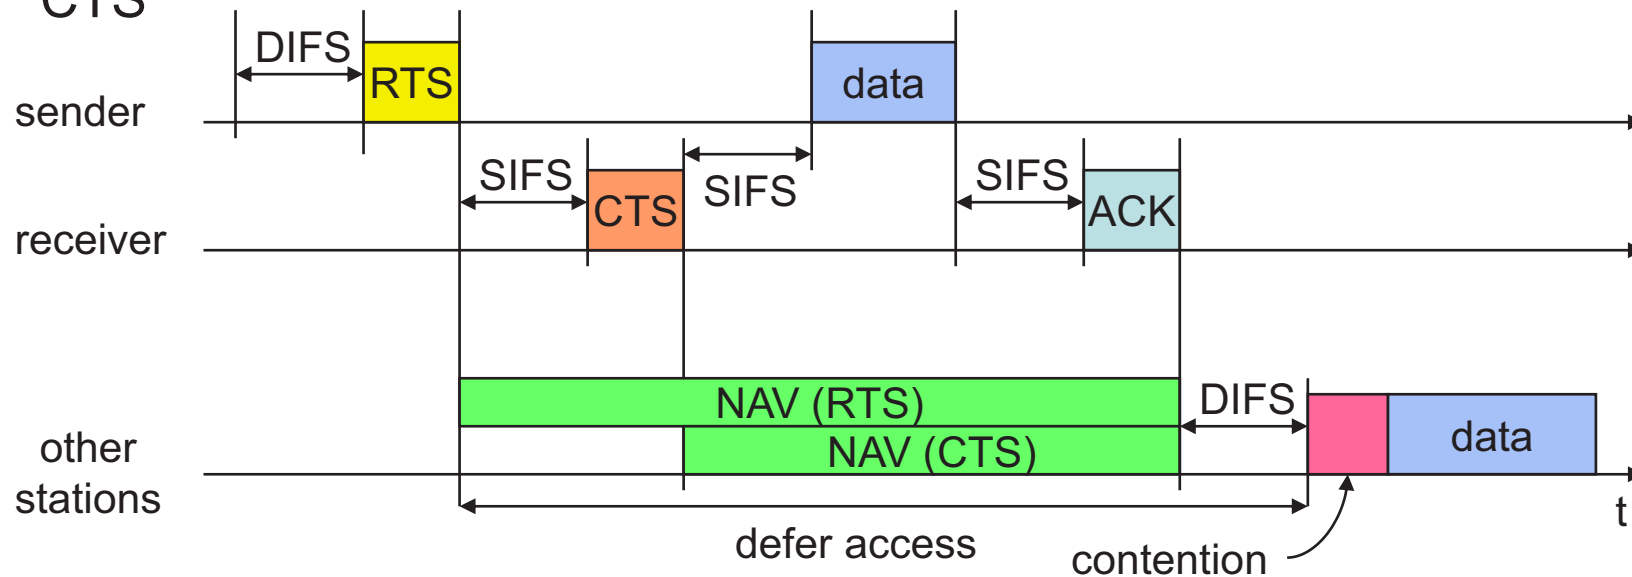 CTS
DIFS
RTS
data
sender
SIFS
CTS
SIFS
SIFS
ACK
receiver
NAV (RTS)
DIFS
NAV (CTS)
data
other
stations
t
defer access
contention